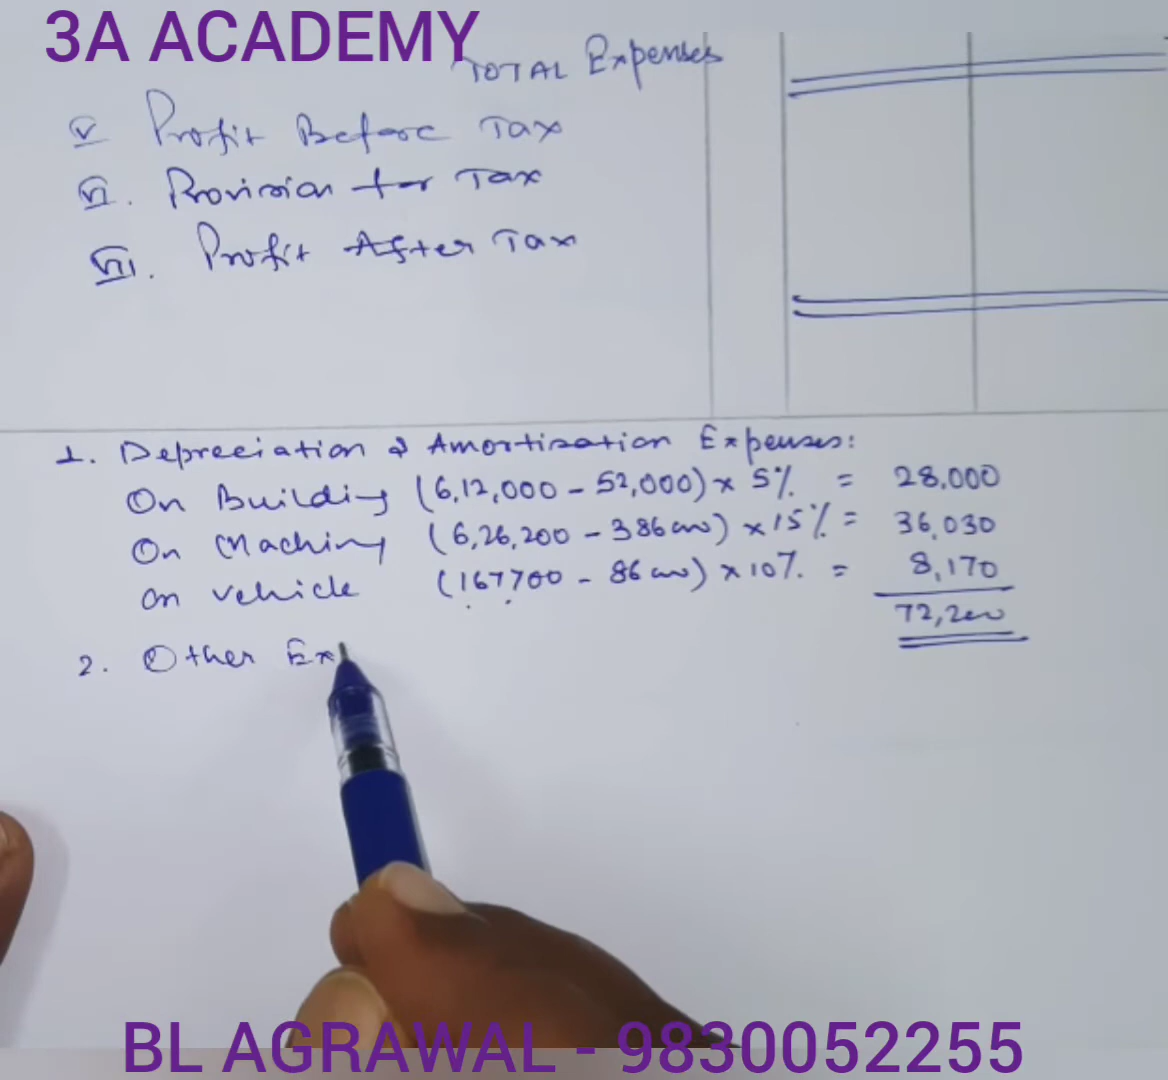 3A ACADEMY
TOTAL Expenses
V Profit Before Tax
VI. Provision for Tax
VII. Profit After Tax
1. Depreciation & Amortisation Expenses:
On Building (6,12,000 - 52,000) × 5% = 28,000
On Machiny (6,26,200 - 386000) × 15% = 36,030
On vehicle (167700 - 86000) × 10% = 8,170
72,200
2. Other Ex
BL AGRAWAL - 9830052255